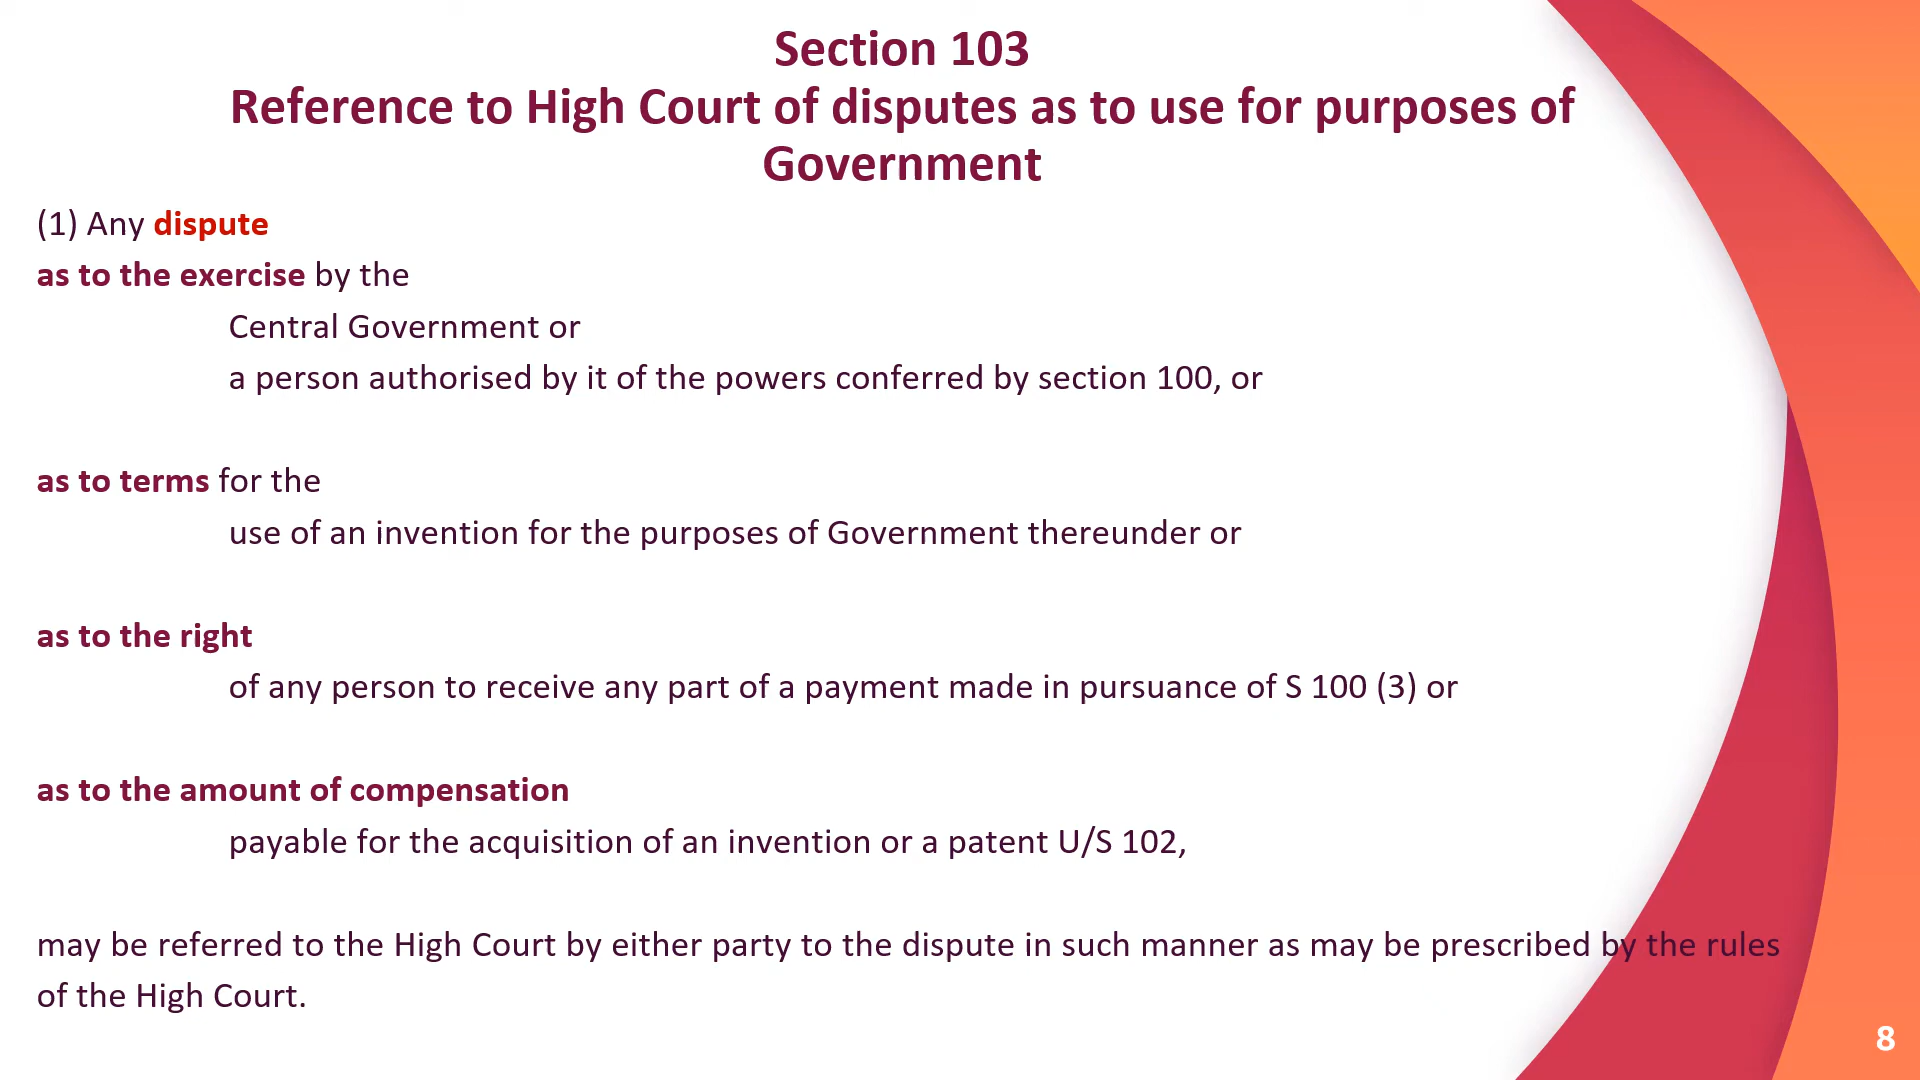 Section 103
Reference to High Court of disputes as to use for purposes of
Government
(1) Any dispute
as to the exercise by the
Central Government or
a person authorised by it of the powers conferred by section 100, or
as to terms for the
use of an invention for the purposes of Government thereunder or
as to the right
of any person to receive any part of a payment made in pursuance of S 100 (3) or
as to the amount of compensation
payable for the acquisition of an invention or a patent U/S 102,
may be referred to the High Court by either party to the dispute in such manner as may be prescribed by the rules
of the High Court.
8